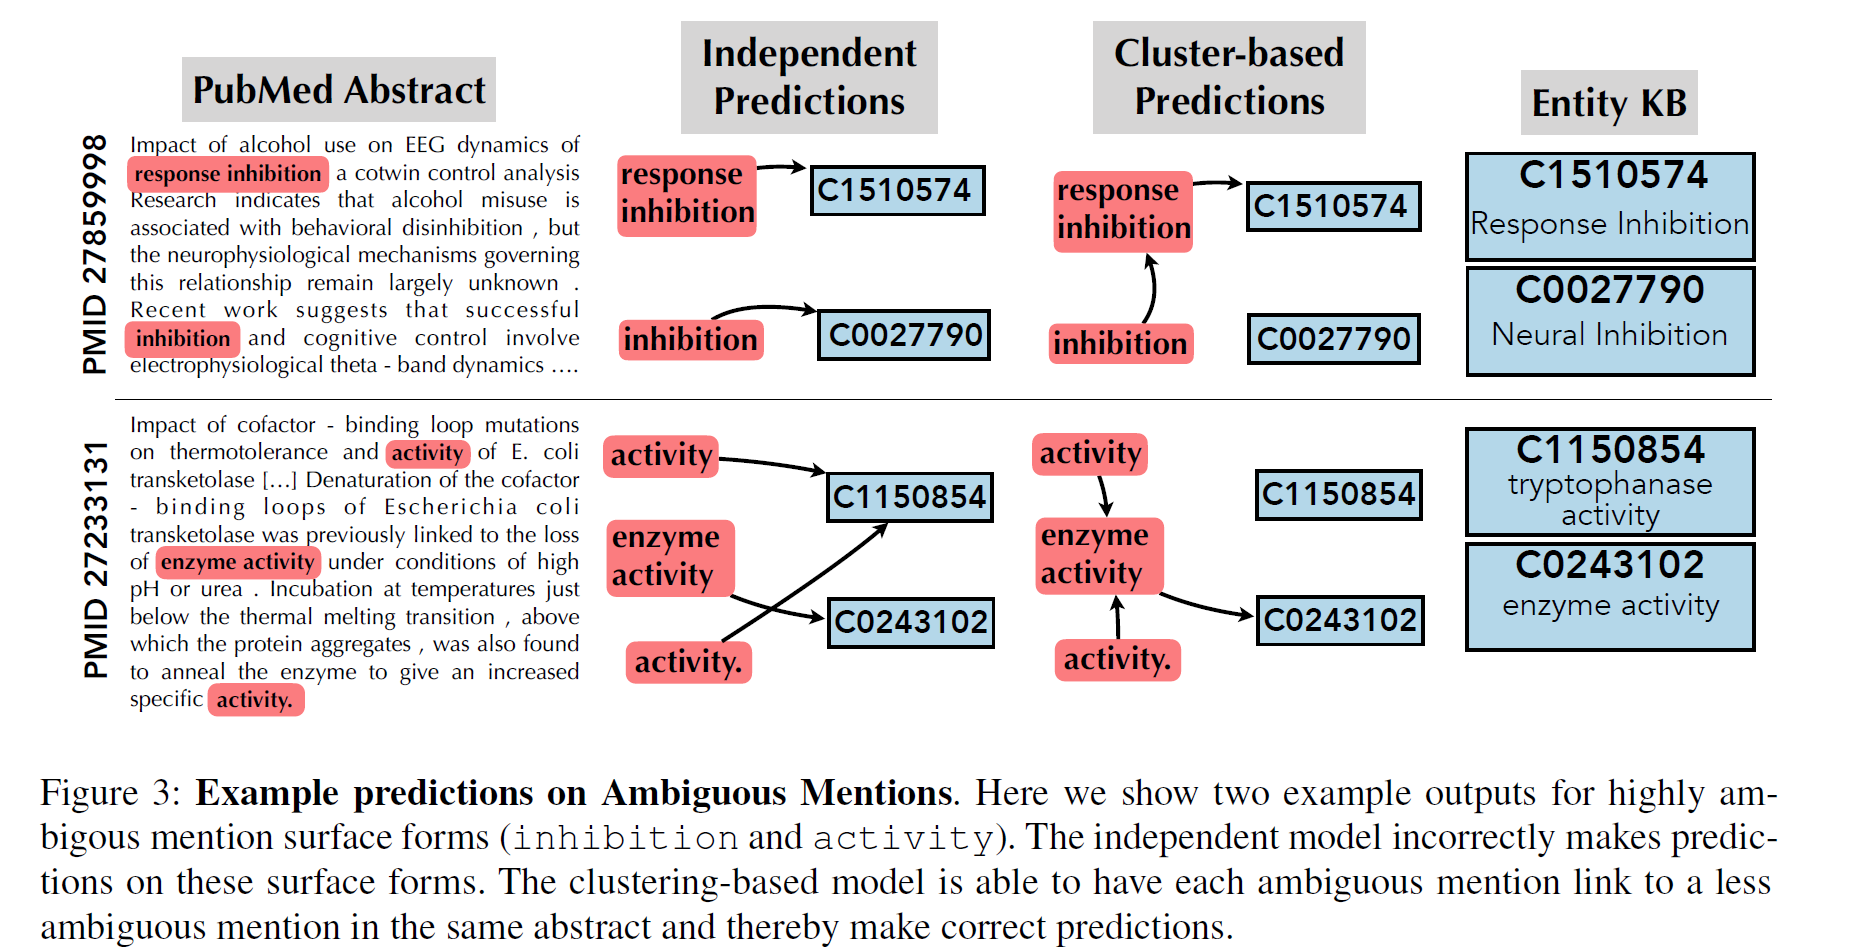 PubMed Abstract
Independent
Predictions
Cluster-based
Predictions
Entity KB
PMID 27859998
Impact of alcohol use on EEG dynamics of
response inhibition a cotwin control analysis
Research indicates that alcohol misuse is
associated with behavioral disinhibition , but
the neurophysiological mechanisms governing
this relationship remain largely unknown .
Recent work suggests that successful
inhibition and cognitive control involve
electrophysiological theta - band dynamics ....
response
inhibition
C1510574
inhibition
C0027790
response
inhibition
C1510574
inhibition
C0027790
C1510574
Response Inhibition
C0027790
Neural Inhibition
PMID 27233131
Impact of cofactor - binding loop mutations
on thermotolerance and activity of E. coli
transketolase [...] Denaturation of the cofactor
- binding loops of Escherichia coli
transketolase was previously linked to the loss
of enzyme activity under conditions of high
pH or urea . Incubation at temperatures just
below the thermal melting transition , above
which the protein aggregates , was also found
to anneal the enzyme to give an increased
specific activity.
activity
C1150854
enzyme
activity
C0243102
activity.
activity
C1150854
enzyme
activity
C0243102
activity.
C1150854
tryptophanase
activity
C0243102
enzyme activity
Figure 3: Example predictions on Ambiguous Mentions. Here we show two example outputs for highly am-
bigous mention surface forms (inhibition and activity). The independent model incorrectly makes predic-
tions on these surface forms. The clustering-based model is able to have each ambiguous mention link to a less
ambiguous mention in the same abstract and thereby make correct predictions.